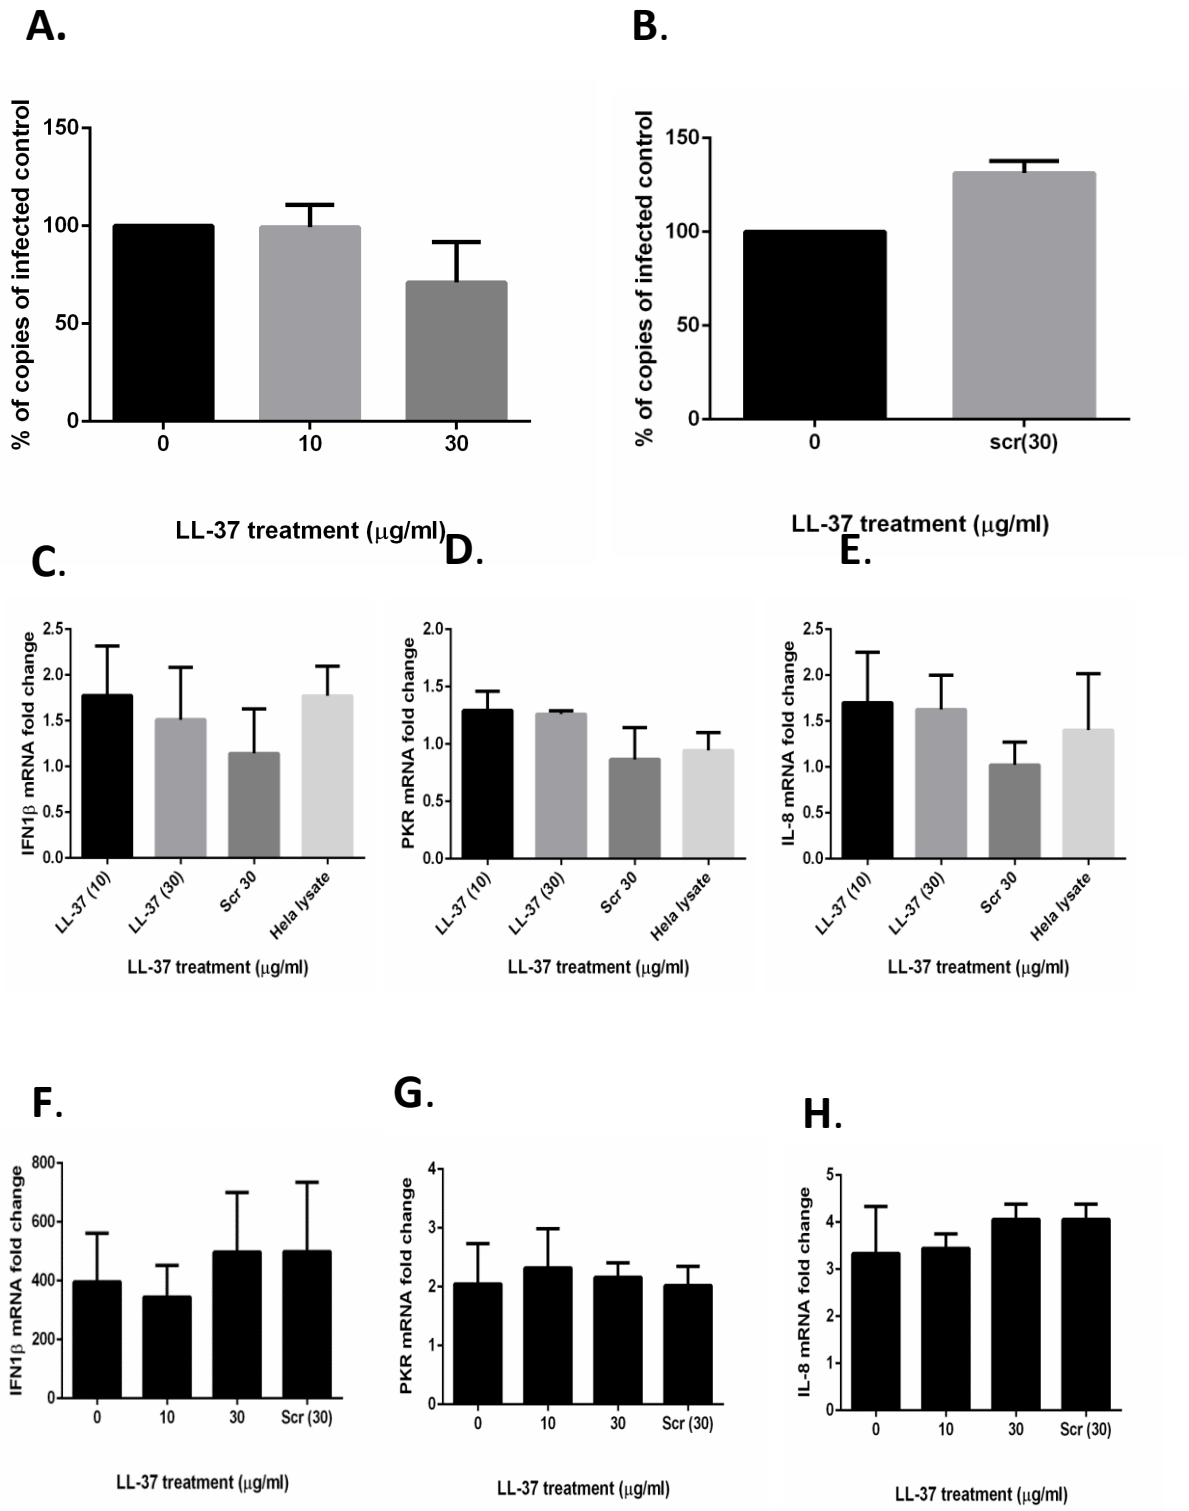 A.
B.
% of copies of infected control
150
100
50
0
0 10 30
LL-37 treatment (μg/ml)
% of copies of infected control
150
100
50
0
0 scr(30)
LL-37 treatment (μg/ml)
C.
D.
E.
IFN1β mRNA fold change
2.5
2.0
1.5
1.0
0.5
0.0
LL-37 (10) LL-37 (30) Scr 30 Hela lysate
LL-37 treatment (μg/ml)
PKR mRNA fold change
2.0
1.5
1.0
0.5
0.0
LL-37 (10) LL-37 (30) Scr 30 Hela lysate
LL-37 treatment (μg/ml)
IL-8 mRNA fold change
2.5
2.0
1.5
1.0
0.5
0.0
LL-37 (10) LL-37 (30) Scr 30 Hela lysate
LL-37 treatment (μg/ml)
F.
G.
H.
IFN1β mRNA fold change
800
600
400
200
0
0 10 30 Scr (30)
LL-37 treatment (μg/ml)
PKR mRNA fold change
4
3
2
1
0
0 10 30 Scr (30)
LL-37 treatment (μg/ml)
IL-8 mRNA fold change
5
4
3
2
1
0
0 10 30 Scr (30)
LL-37 treatment (μg/ml)